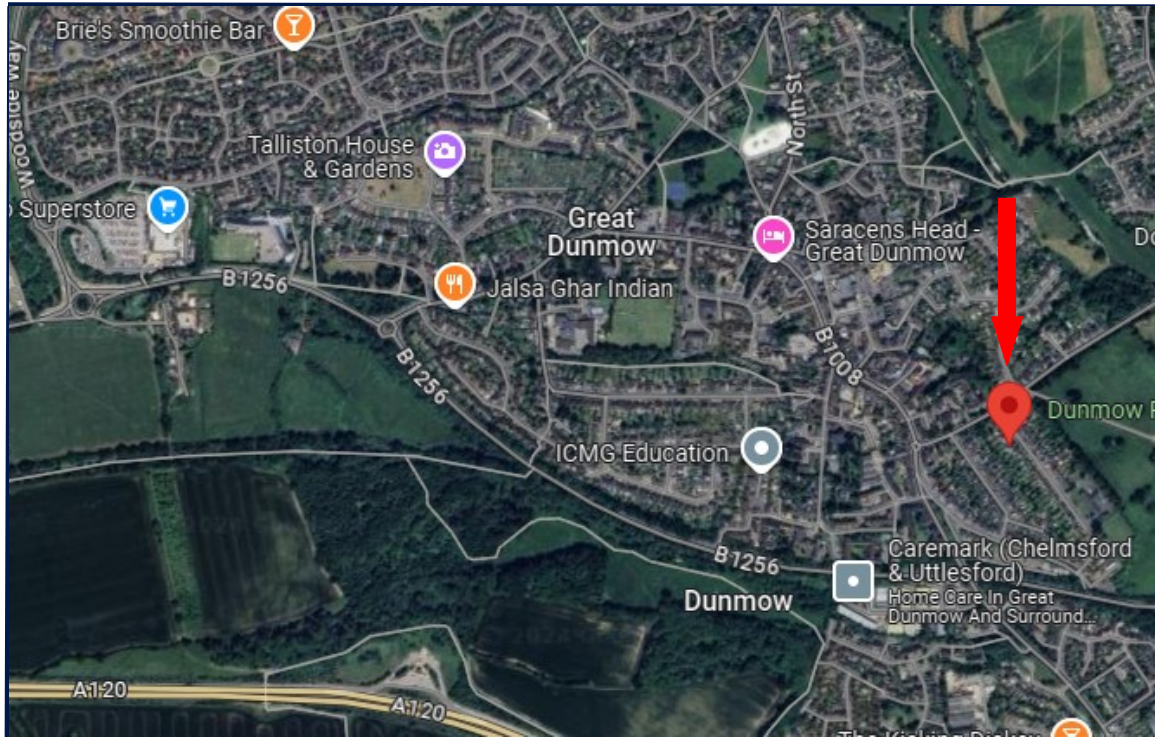 Brie's Smoothie Bar
Woodside Way
North St
Talliston House
& Gardens
Superstore
Great
Dunmow
Saracens Head -
Great Dunmow
B1256
Jalsa Ghar Indian
B1256
B1008
Dunmow
ICMG Education
B1256
Caremark (Chelmsford
& Uttlesford)
Home Care In Great
Dunmow And Surround...
Dunmow
A120
A120